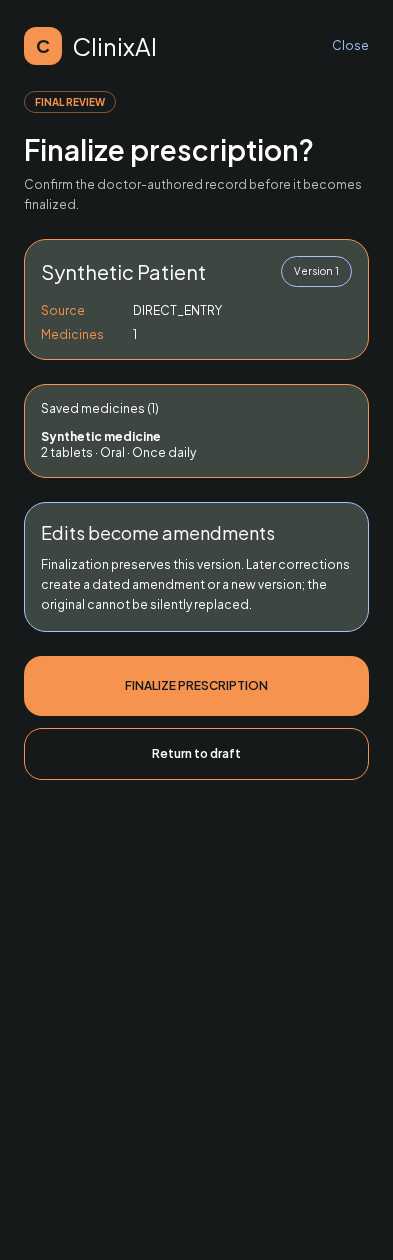 C ClinixAI Close
FINAL REVIEW
Finalize prescription?
Confirm the doctor-authored record before it becomes
finalized.
Synthetic Patient Version 1
Source DIRECT_ENTRY
Medicines 1
Saved medicines (1)
Synthetic medicine
2 tablets · Oral · Once daily
Edits become amendments
Finalization preserves this version. Later corrections
create a dated amendment or a new version; the
original cannot be silently replaced.
FINALIZE PRESCRIPTION
Return to draft